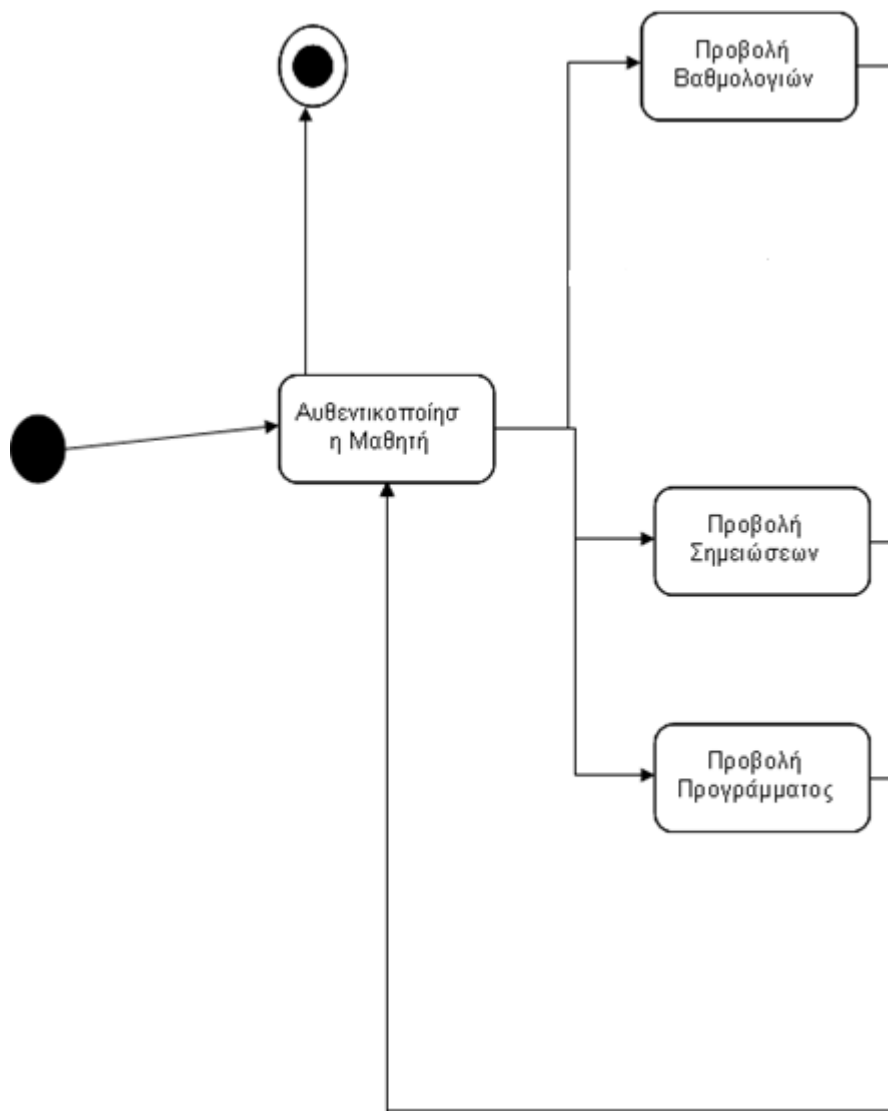 Προβολή
Βαθμολογιών
Αυθεντικοποίησ
η Μαθητή
Προβολή
Σημειώσεων
Προβολή
Προγράμματος